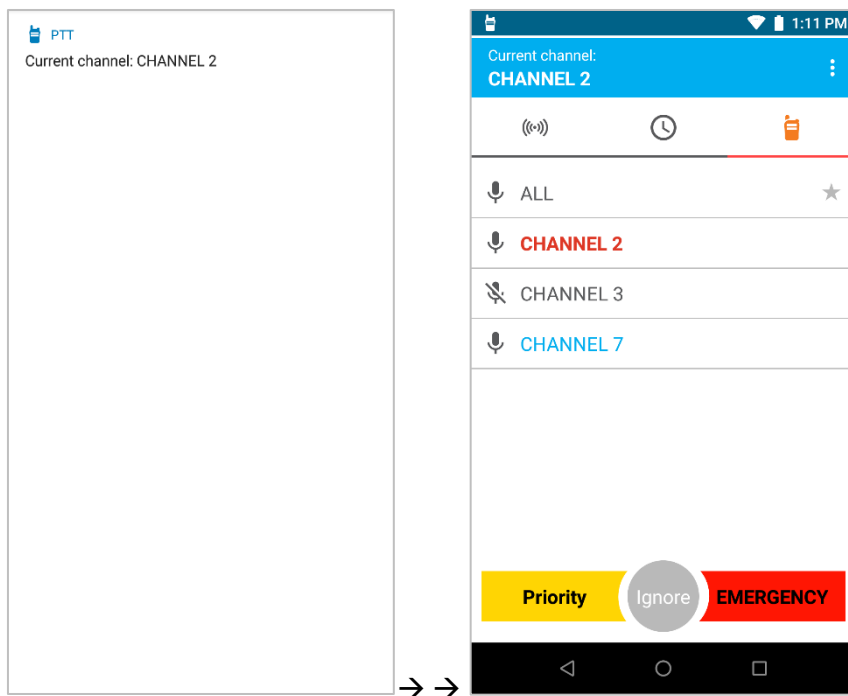 PTT
Current channel: CHANNEL 2
1:11 PM
Current channel:
CHANNEL 2
ALL
CHANNEL 2
CHANNEL 3
CHANNEL 7
Priority
Ignore
EMERGENCY
→ →